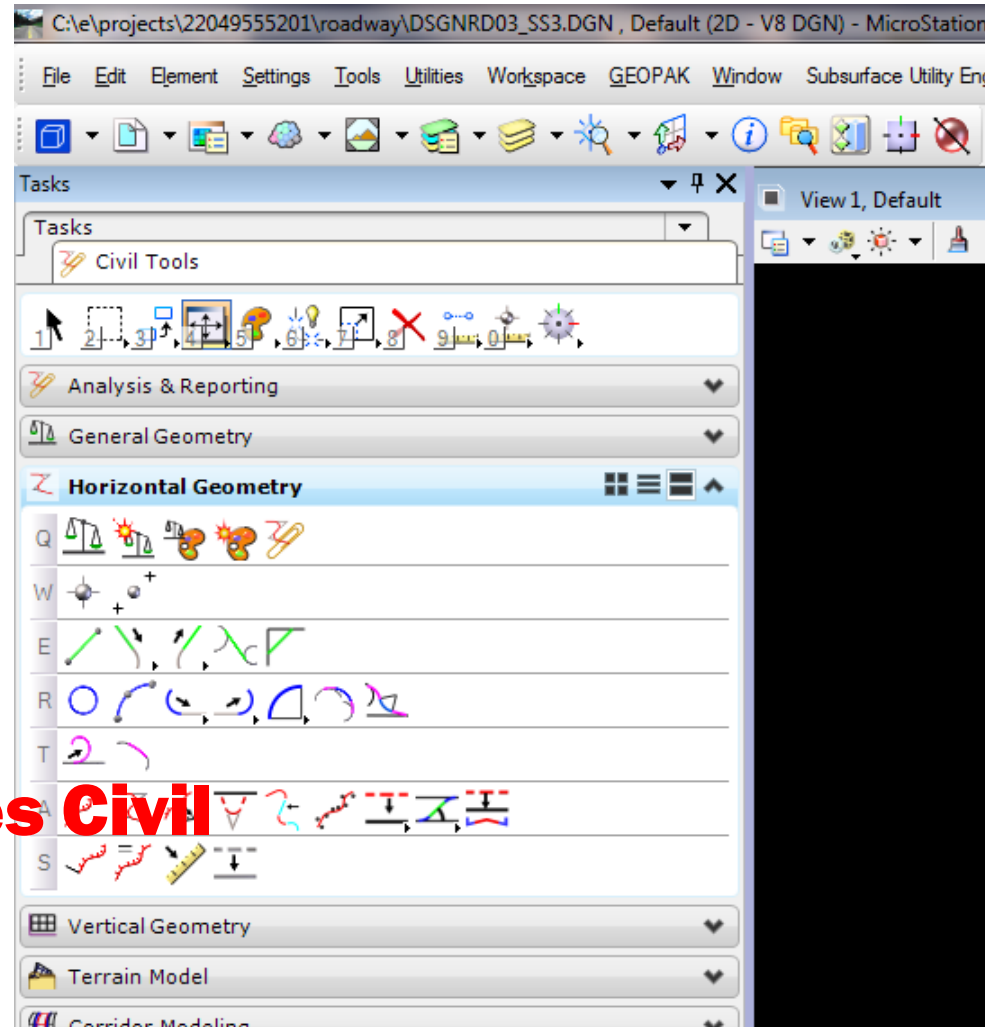 C:\e\projects\22049555201\roadway\DSGNRD03_SS3.DGN , Default (2D - V8 DGN) - MicroStation
File Edit Element Settings Tools Utilities Workspace GEOPAK Window Subsurface Utility Eng
Tasks
View 1, Default
Tasks
Civil Tools
1 2 3 4 5 6 7 8 9 0
Analysis & Reporting
General Geometry
Horizontal Geometry
Q
W
E
R
T
A
es Civil
S
Vertical Geometry
Terrain Model
Corridor Modeling